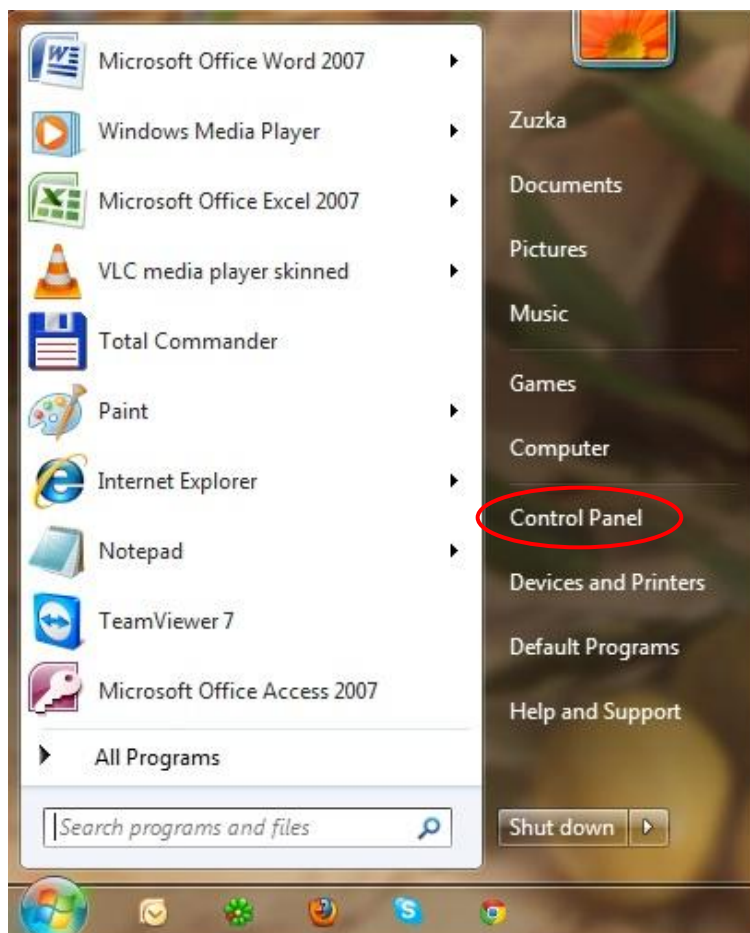 Microsoft Office Word 2007
Windows Media Player
Microsoft Office Excel 2007
VLC media player skinned
Total Commander
Paint
Internet Explorer
Notepad
TeamViewer 7
Microsoft Office Access 2007
All Programs
Search programs and files
Zuzka
Documents
Pictures
Music
Games
Computer
Control Panel
Devices and Printers
Default Programs
Help and Support
Shut down